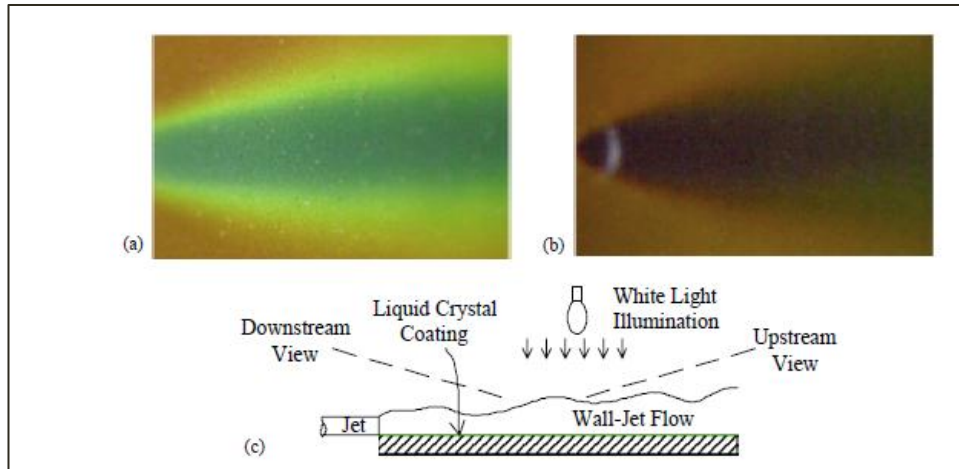 (a)
(b)
Liquid Crystal
Coating
White Light
Illumination
Downstream
View
Upstream
View
Jet
Wall-Jet Flow
(c)